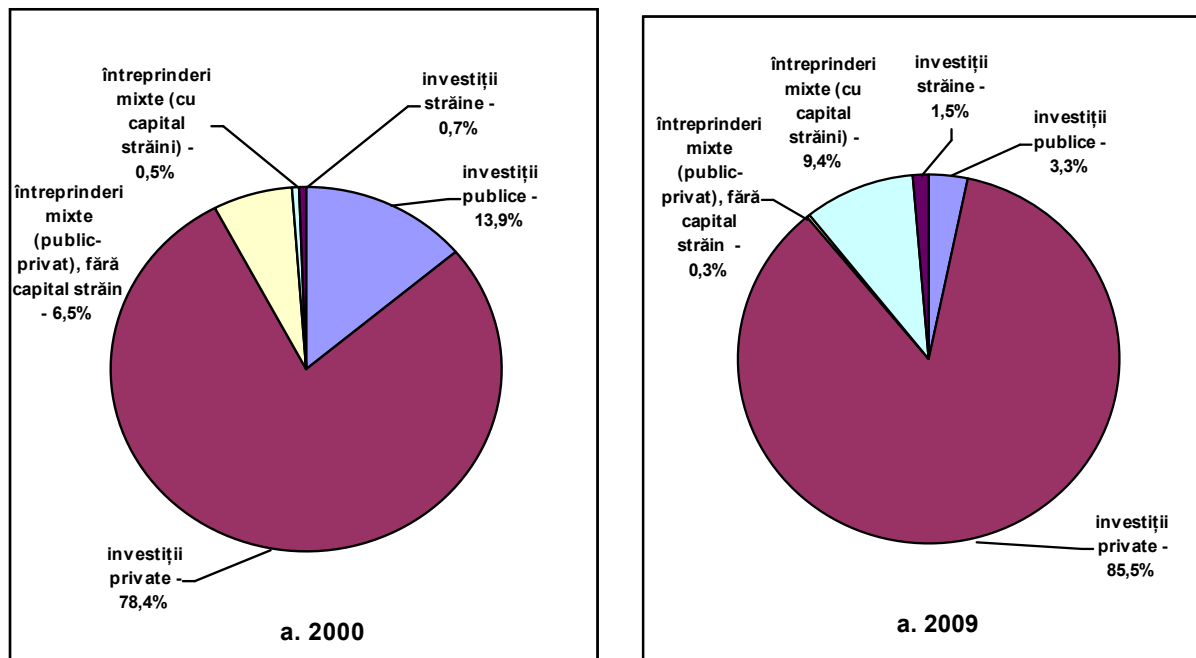 întreprinderi
mixte (cu
capital
străini) -
0,5%
investiții
străine -
0,7%
investiții
publice -
13,9%
întreprinderi
mixte
(public-
privat), fără
capital străin
- 6,5%
investiții
private -
78,4%
a. 2000
întreprinderi
mixte (cu
capital
străini) -
9,4%
investiții
străine -
1,5%
investiții
publice -
3,3%
întreprinderi
mixte
(public-
privat), fără
capital
străin -
0,3%
investiții
private -
85,5%
a. 2009